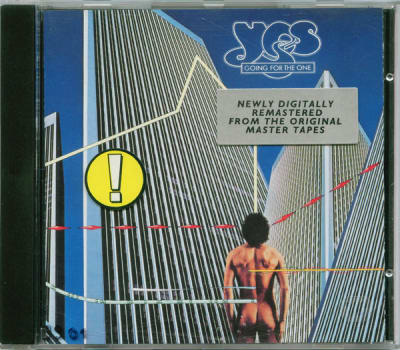 YES
GOING FOR THE ONE
NEWLY DIGITALLY
REMASTERED
FROM THE ORIGINAL
MASTER TAPES
!